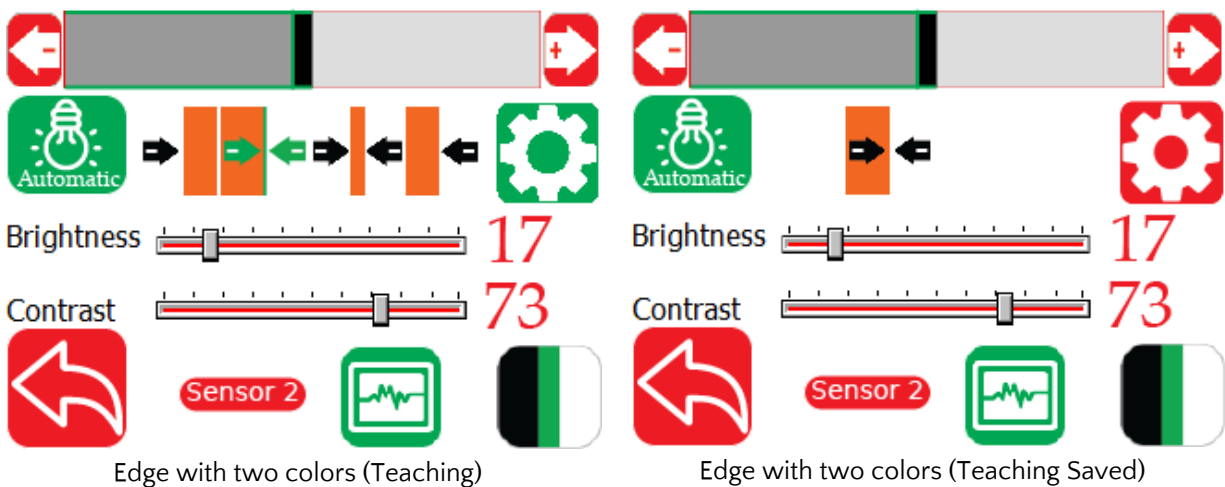 - +
- +
Automatic
Automatic
Brightness 17
Brightness 17
Contrast 73
Contrast 73
Sensor 2
Sensor 2
Edge with two colors (Teaching)
Edge with two colors (Teaching Saved)